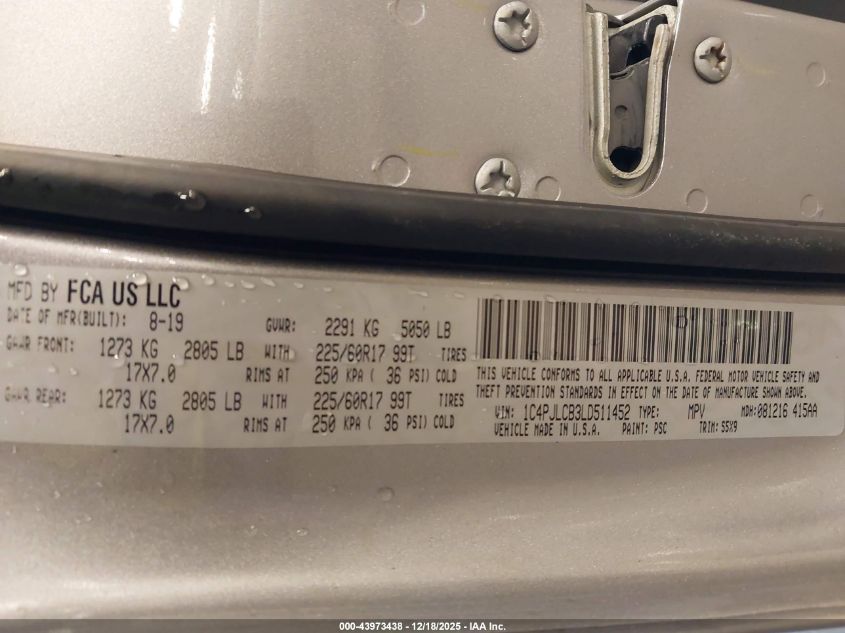 MFD BY FCA US LLC
DATE OF MFR(BUILT): 8-19 GVWR: 2291 KG 5050 LB
GAWR FRONT: 1273 KG 2805 LB WITH 225/60R17 99T TIRES
17X7.0 RIMS AT 250 KPA ( 36 PSI) COLD
GAWR REAR: 1273 KG 2805 LB WITH 225/60R17 99T TIRES
17X7.0 RIMS AT 250 KPA ( 36 PSI) COLD
THIS VEHICLE CONFORMS TO ALL APPLICABLE U.S.A. FEDERAL MOTOR VEHICLE SAFETY AND
THEFT PREVENTION STANDARDS IN EFFECT ON THE DATE OF MANUFACTURE SHOWN ABOVE.
VIN: 1C4PJLCB3LD511452 TYPE: MPV MDH:081216 415AA
VEHICLE MADE IN U.S.A. PAINT: PSC TRIM: S5X9
000-43973438 - 12/18/2025 - IAA Inc.